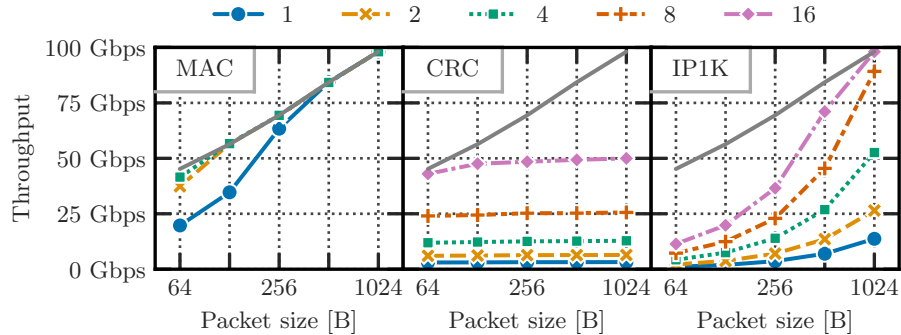 1 2 4 8 16
Throughput
100 Gbps
75 Gbps
50 Gbps
25 Gbps
0 Gbps
MAC CRC IP1K
64 256 1024 64 256 1024 64 256 1024
Packet size [B] Packet size [B] Packet size [B]